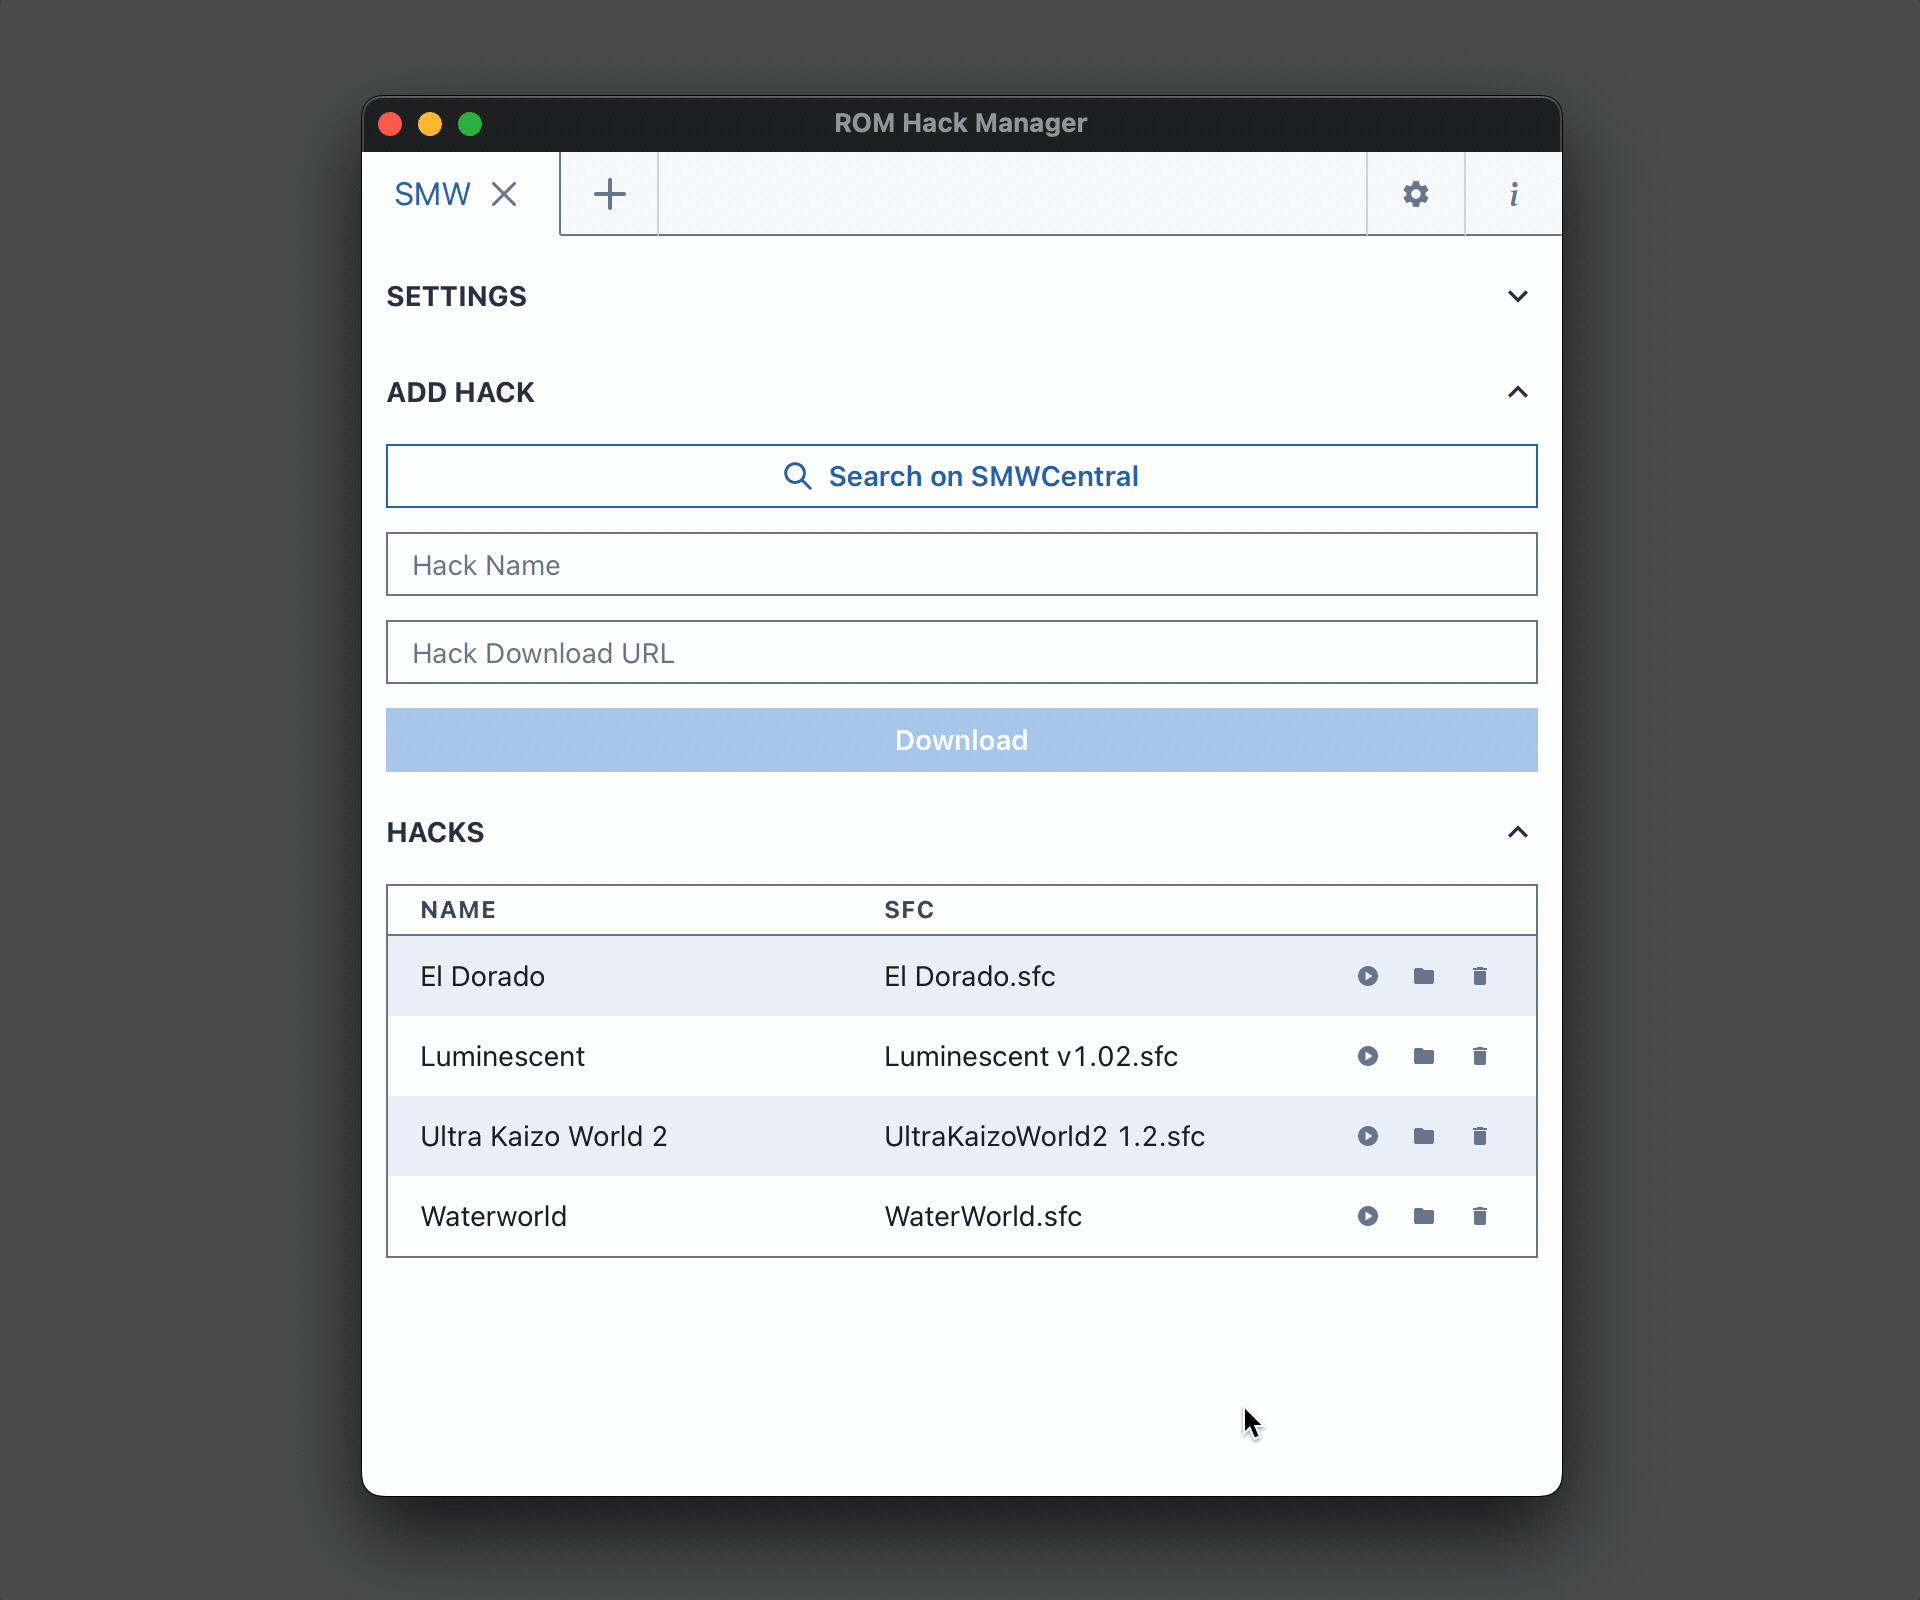 ROM Hack Manager
SMW
i
SETTINGS
ADD HACK
Search on SMWCentral
Hack Name
Hack Download URL
Download
HACKS
NAME SFC
El Dorado El Dorado.sfc
Luminescent Luminescent v1.02.sfc
Ultra Kaizo World 2 UltraKaizoWorld2 1.2.sfc
Waterworld WaterWorld.sfc